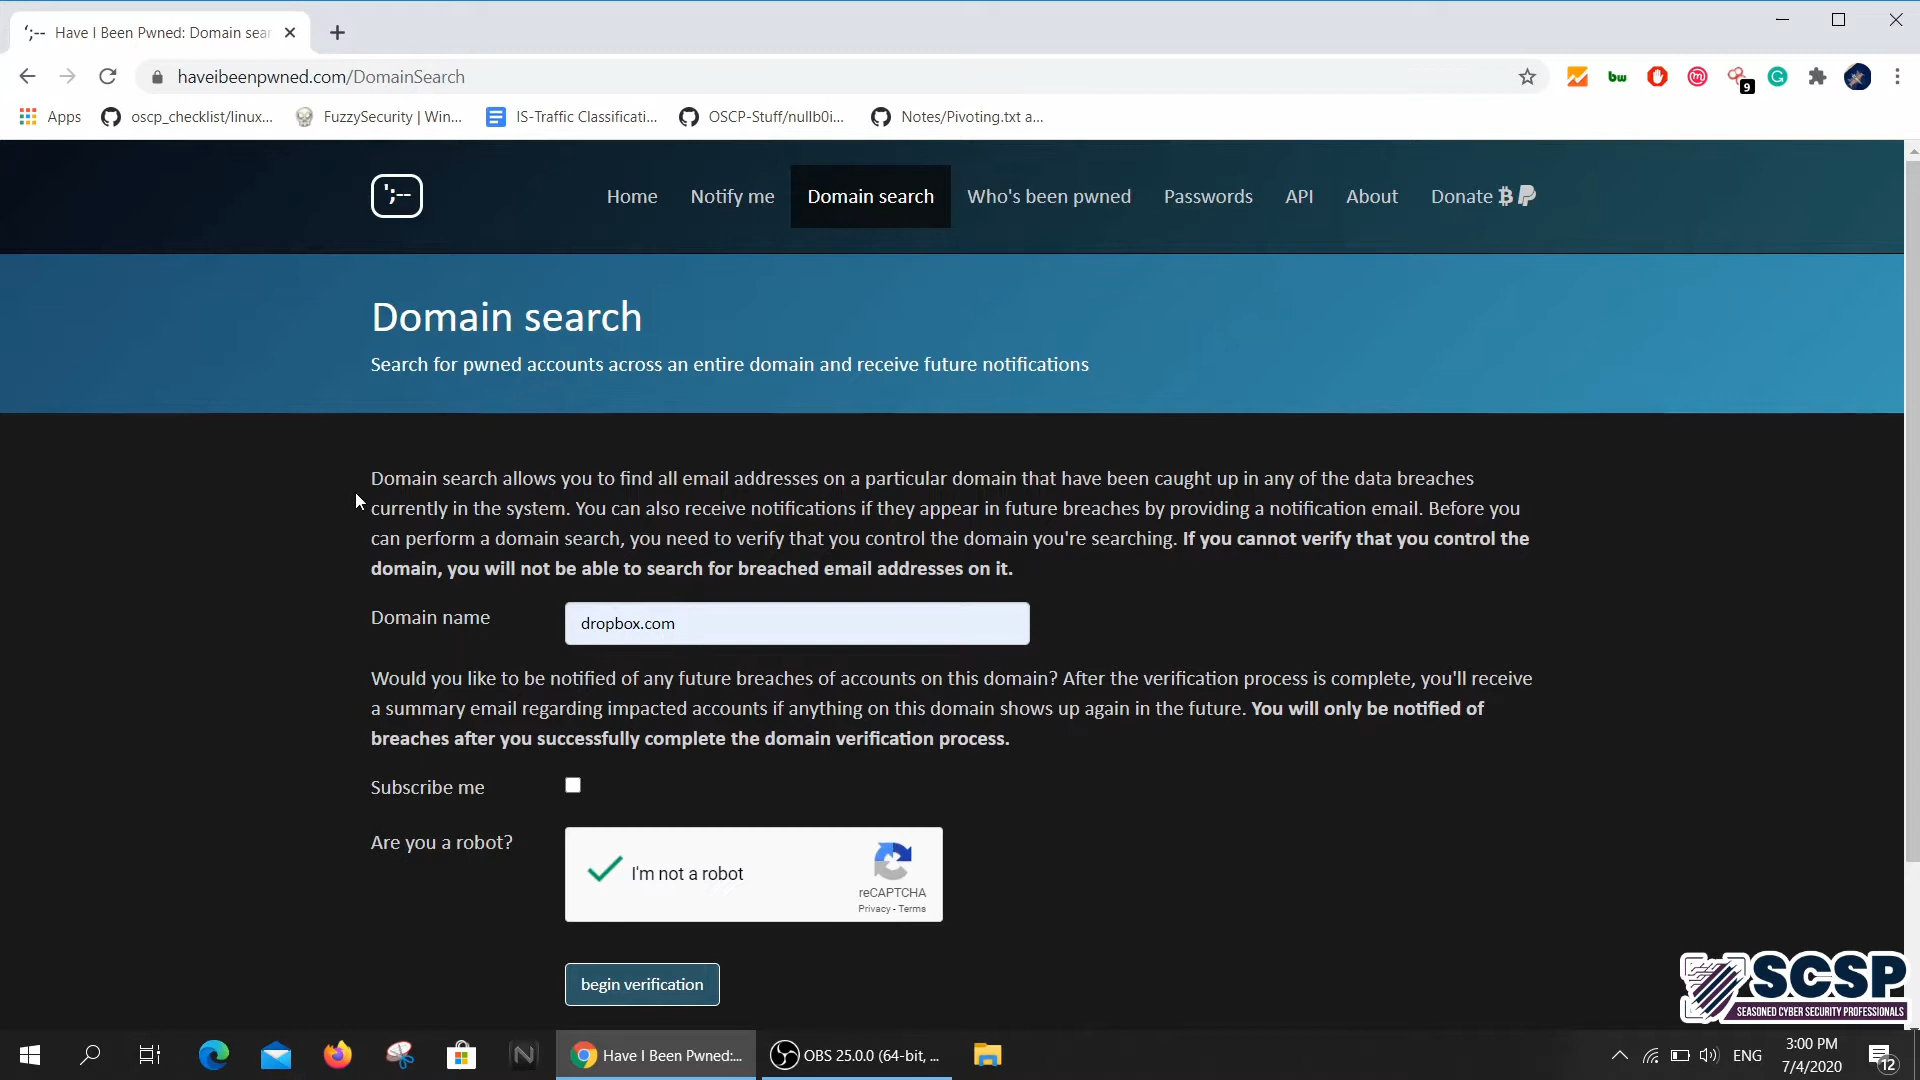 ';-- Have I Been Pwned: Domain sear
haveibeenpwned.com/DomainSearch
bw
9
Apps oscp_checklist/linux... FuzzySecurity | Win... IS-Traffic Classificati... OSCP-Stuff/nullb0i... Notes/Pivoting.txt a...
';-- Home Notify me Domain search Who's been pwned Passwords API About Donate
Domain search
Search for pwned accounts across an entire domain and receive future notifications
Domain search allows you to find all email addresses on a particular domain that have been caught up in any of the data breaches
currently in the system. You can also receive notifications if they appear in future breaches by providing a notification email. Before you
can perform a domain search, you need to verify that you control the domain you're searching. If you cannot verify that you control the
domain, you will not be able to search for breached email addresses on it.
Domain name dropbox.com
Would you like to be notified of any future breaches of accounts on this domain? After the verification process is complete, you'll receive
a summary email regarding impacted accounts if anything on this domain shows up again in the future. You will only be notified of
breaches after you successfully complete the domain verification process.
Subscribe me
Are you a robot?
I'm not a robot
reCAPTCHA
Privacy - Terms
begin verification
SCSP
SEASONED CYBER SECURITY PROFESSIONALS
Have I Been Pwned:... OBS 25.0.0 (64-bit, ... ENG
3:00 PM
7/4/2020
12